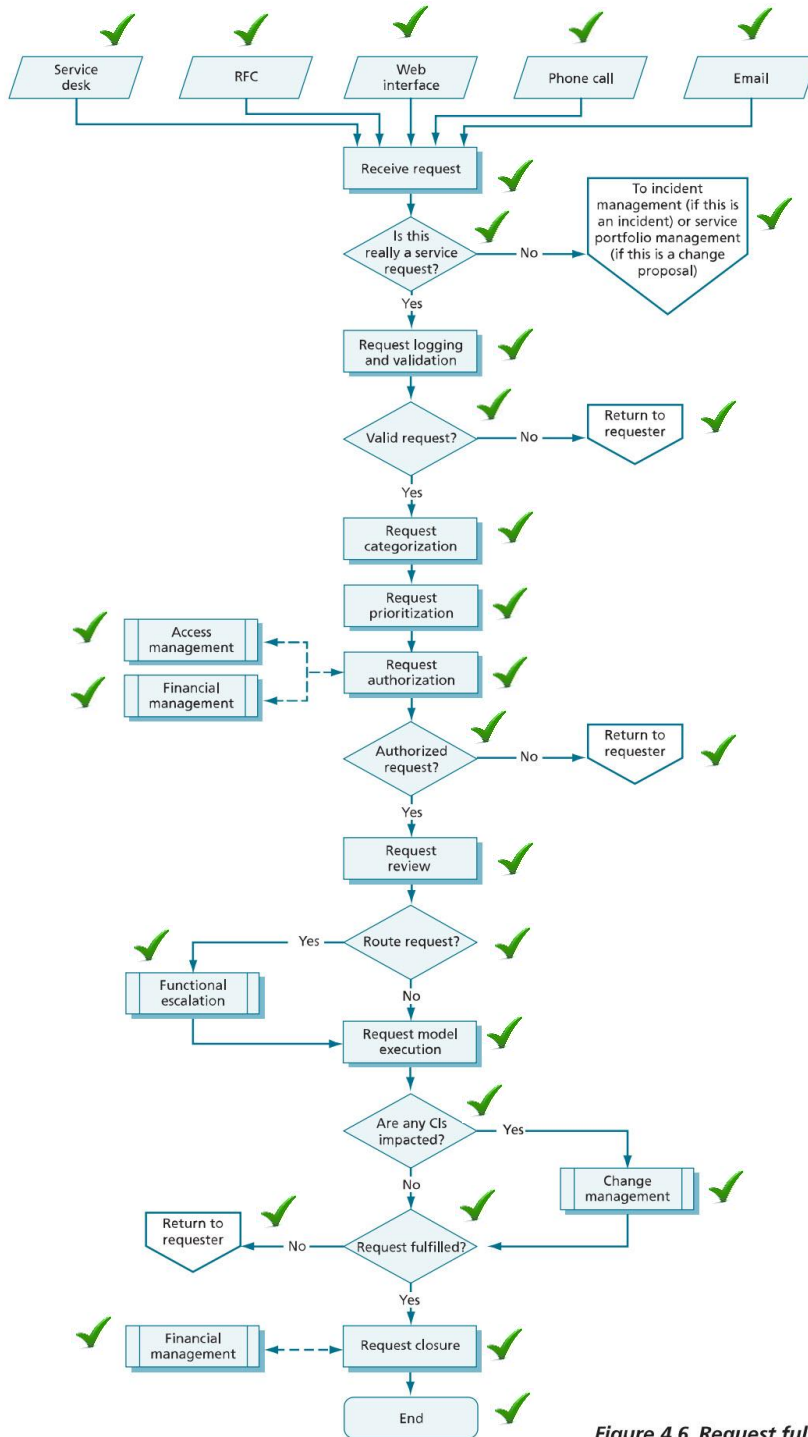 Service
desk
RFC
Web
interface
Phone call
Email
Receive request
To incident
management (if this is
an incident) or service
portfolio management
(if this is a change
proposal)
Is this
really a service
request?
No
Yes
Request logging
and validation
Valid request?
No
Return to
requester
Yes
Request
categorization
Request
prioritization
Access
management
Financial
management
Request
authorization
Authorized
request?
No
Return to
requester
Yes
Request
review
Route request?
Yes
Functional
escalation
No
Request model
execution
Are any CIs
impacted?
Yes
Change
management
No
Return to
requester
No
Request fulfilled?
Yes
Financial
management
Request closure
End
Figure 4.6 Request ful